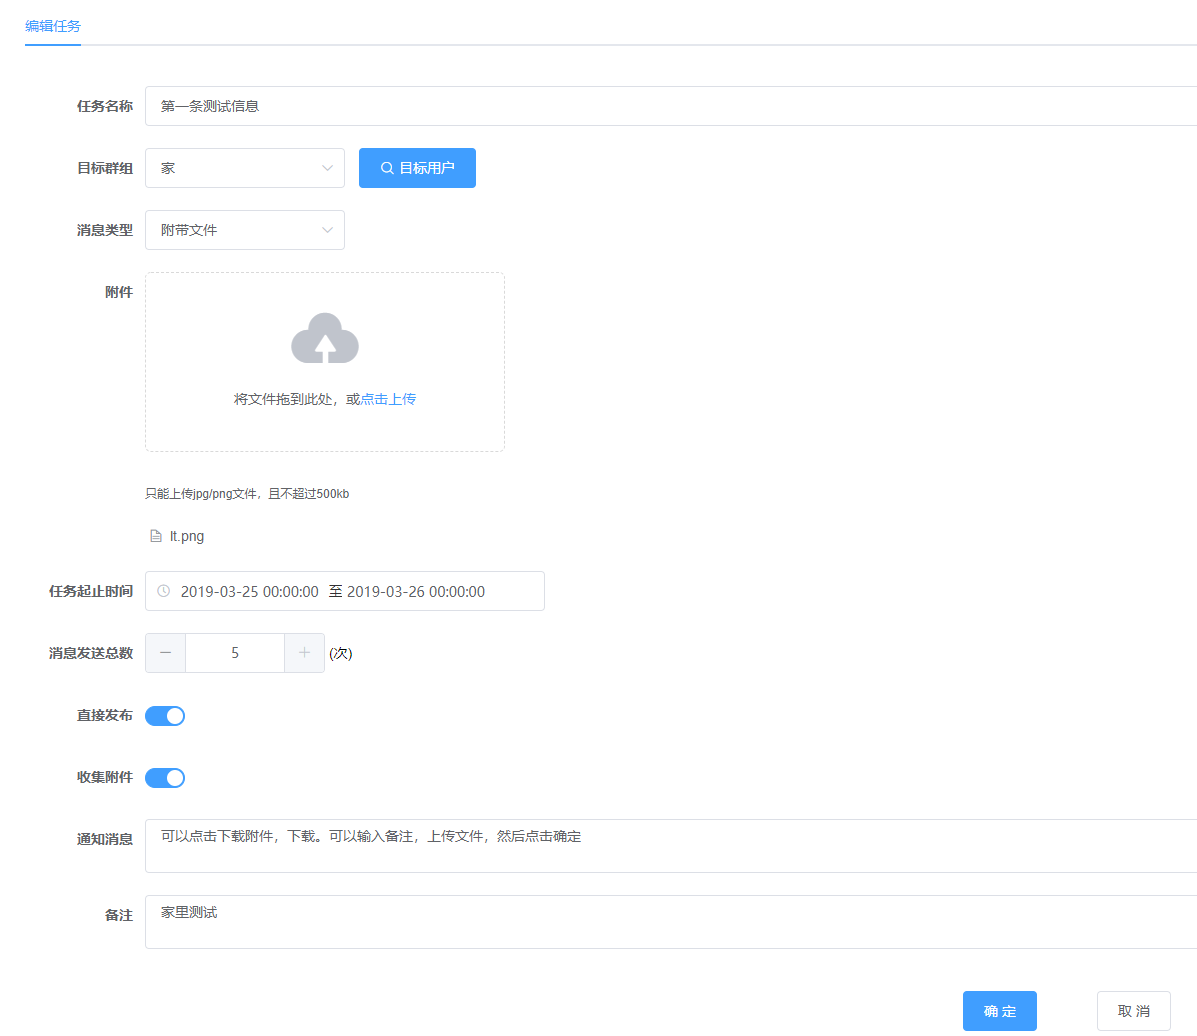 编辑任务
任务名称 第一条测试信息
目标群组 家 目标用户
消息类型 附带文件
附件
将文件拖到此处，或点击上传
只能上传jpg/png文件，且不超过500kb
lt.png
任务起止时间 2019-03-25 00:00:00 至 2019-03-26 00:00:00
消息发送总数 5 (次)
直接发布
收集附件
通知消息 可以点击下载附件，下载。可以输入备注，上传文件，然后点击确定
备注 家里测试
确 定 取 消